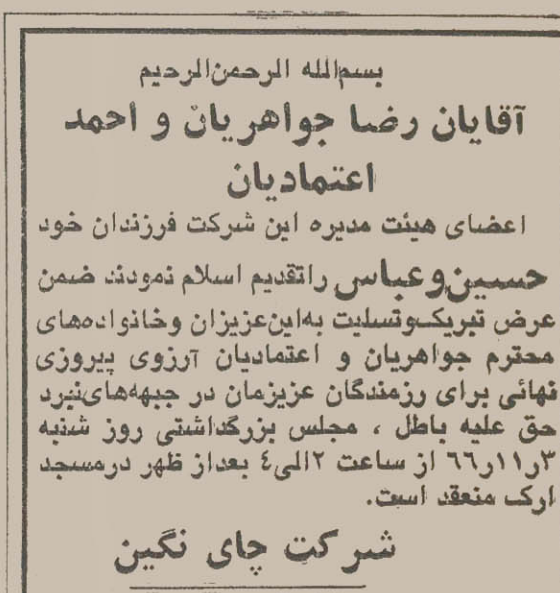 بسم‌الله الرحمن‌الرحیم
آقایان رضا جواهریان و احمد
اعتمادیان
اعضای هیئت مدیره این شرکت فرزندان خود
حسین‌وعباس راتقدیم اسلام نمودند ضمن
عرض تبریک‌وتسلیت به‌این‌عزیزان وخانواده‌های
محترم جواهریان و اعتمادیان آرزوی پیروزی
نهائی برای رزمندگان عزیزمان در جبهه‌های‌نبرد
حق علیه باطل ، مجلس بزرگداشتی روز شنبه
۳ر۱۱ر۶۶ از ساعت ۲الی٤ بعداز ظهر درمسجد
ارک منعقد است.
شرکت چای نگین